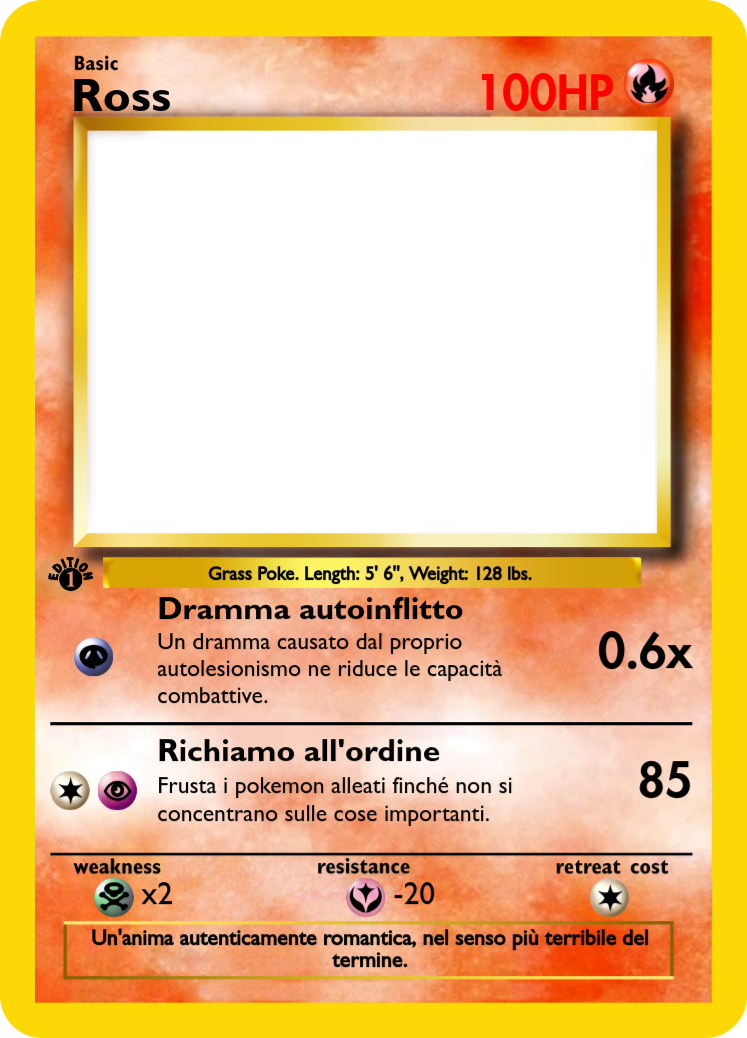 Basic
Ross
100HP
EDITION 1
Grass Poke. Length: 5' 6", Weight: 128 lbs.
Dramma autoinflitto
Un dramma causato dal proprio
autolesionismo ne riduce le capacità
combattive.
0.6x
Richiamo all'ordine
Frusta i pokemon alleati finché non si
concentrano sulle cose importanti.
85
weakness resistance retreat cost
x2 -20
Un'anima autenticamente romantica, nel senso più terribile del
termine.